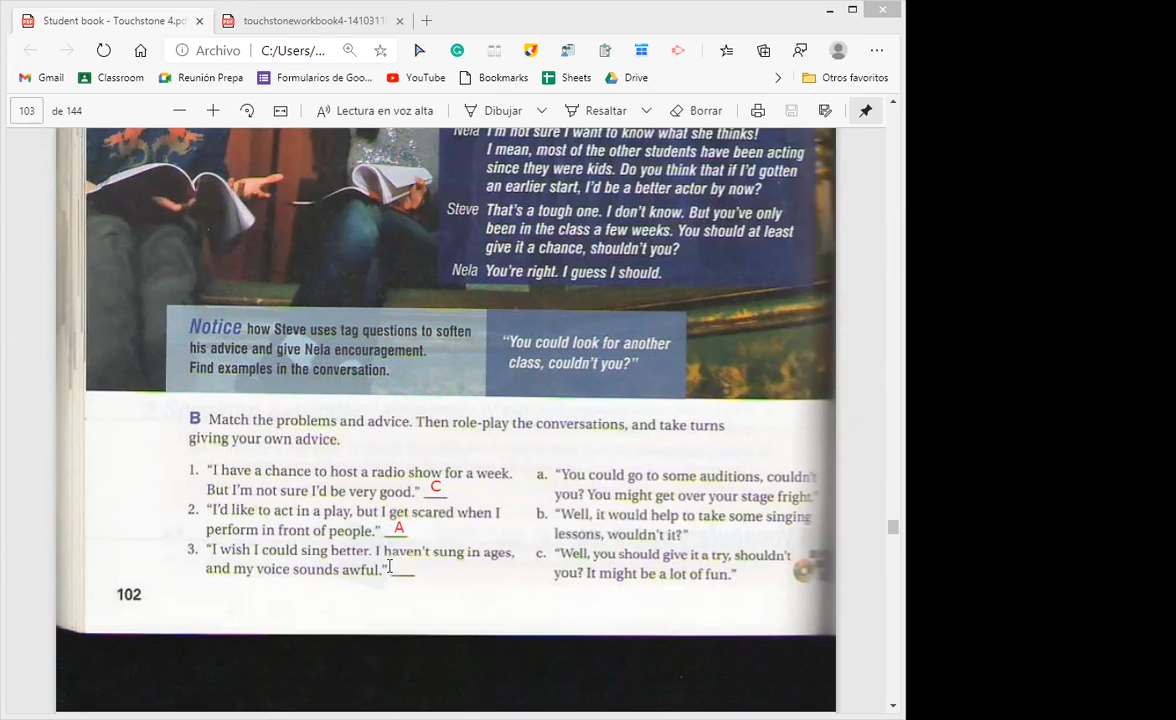 Student book - Touchstone 4.pd
touchstoneworkbook4-1410311
Archivo C:/Users/...
Gmail Classroom Reunión Prepa Formularios de Goo... YouTube Bookmarks Sheets Drive Otros favoritos
103 de 144 Lectura en voz alta Dibujar Resaltar Borrar
Nela I'm not sure I want to know what she thinks!
I mean, most of the other students have been acting
since they were kids. Do you think that if I'd gotten
an earlier start, I'd be a better actor by now?
Steve That's a tough one. I don't know. But you've only
been in the class a few weeks. You should at least
give it a chance, shouldn't you?
Nela You're right. I guess I should.
Notice how Steve uses tag questions to soften
his advice and give Nela encouragement.
Find examples in the conversation.
"You could look for another
class, couldn't you?"
B Match the problems and advice. Then role-play the conversations, and take turns
giving your own advice.
1. "I have a chance to host a radio show for a week.
But I'm not sure I'd be very good." C
2. "I'd like to act in a play, but I get scared when I
perform in front of people." A
3. "I wish I could sing better. I haven't sung in ages,
and my voice sounds awful." ___
a. "You could go to some auditions, couldn't
you? You might get over your stage fright."
b. "Well, it would help to take some singing
lessons, wouldn't it?"
c. "Well, you should give it a try, shouldn't
you? It might be a lot of fun."
102